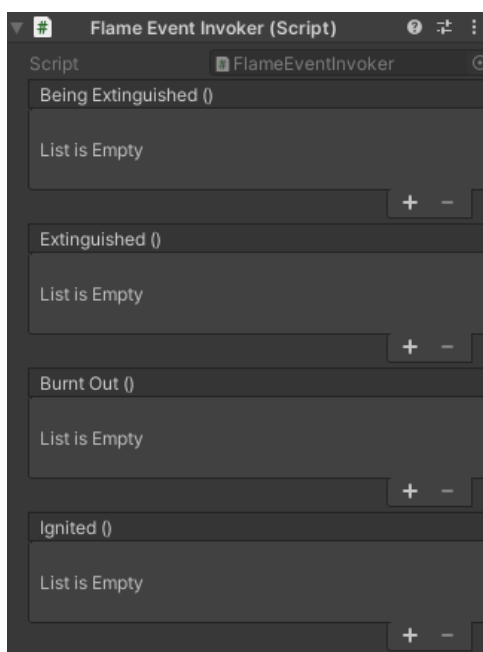 # Flame Event Invoker (Script)
Script # FlameEventInvoker
Being Extinguished ()
List is Empty
+ −
Extinguished ()
List is Empty
+ −
Burnt Out ()
List is Empty
+ −
Ignited ()
List is Empty
+ −